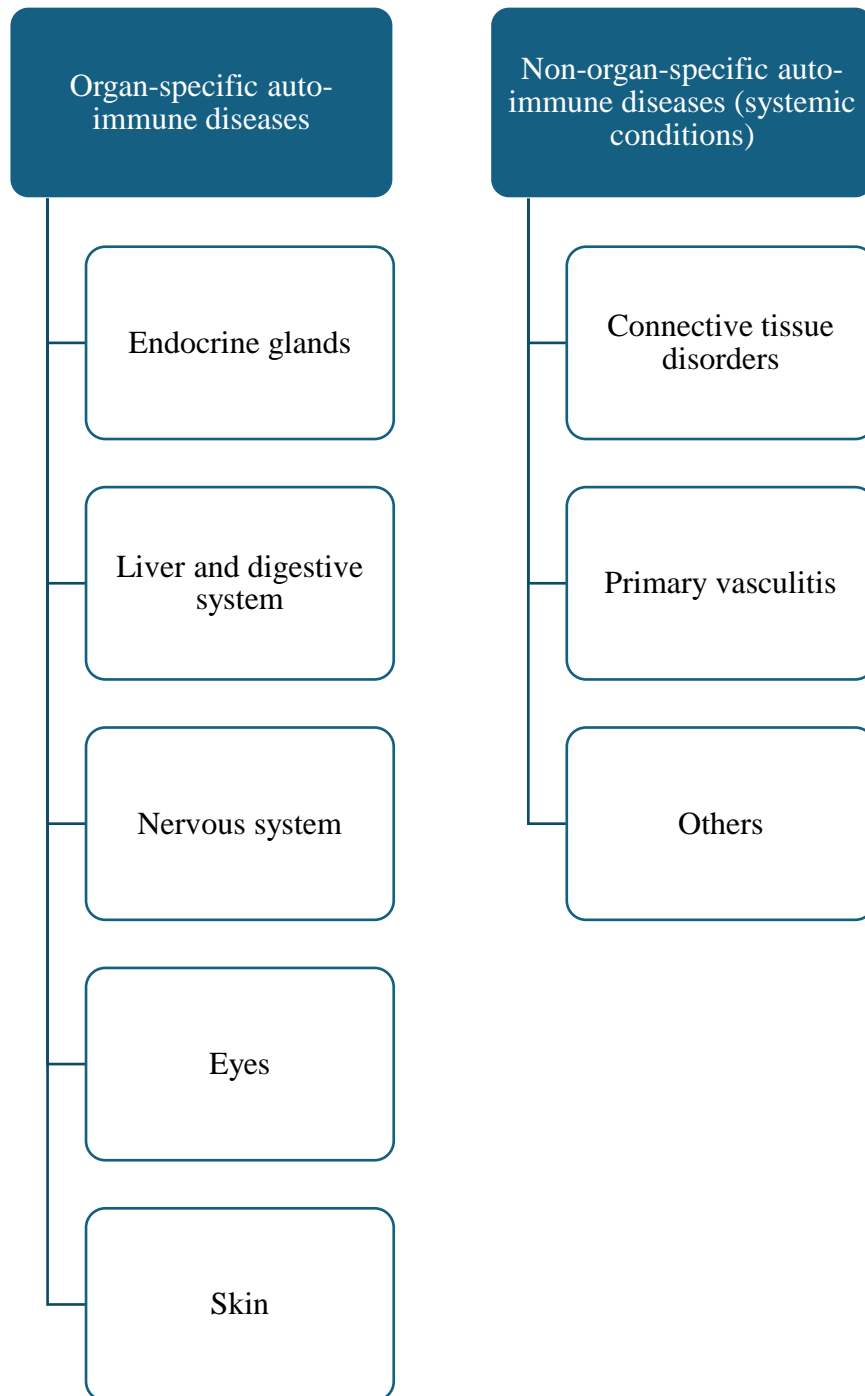 Organ-specific auto-
immune diseases
Endocrine glands
Liver and digestive
system
Nervous system
Eyes
Skin
Non-organ-specific auto-
immune diseases (systemic
conditions)
Connective tissue
disorders
Primary vasculitis
Others